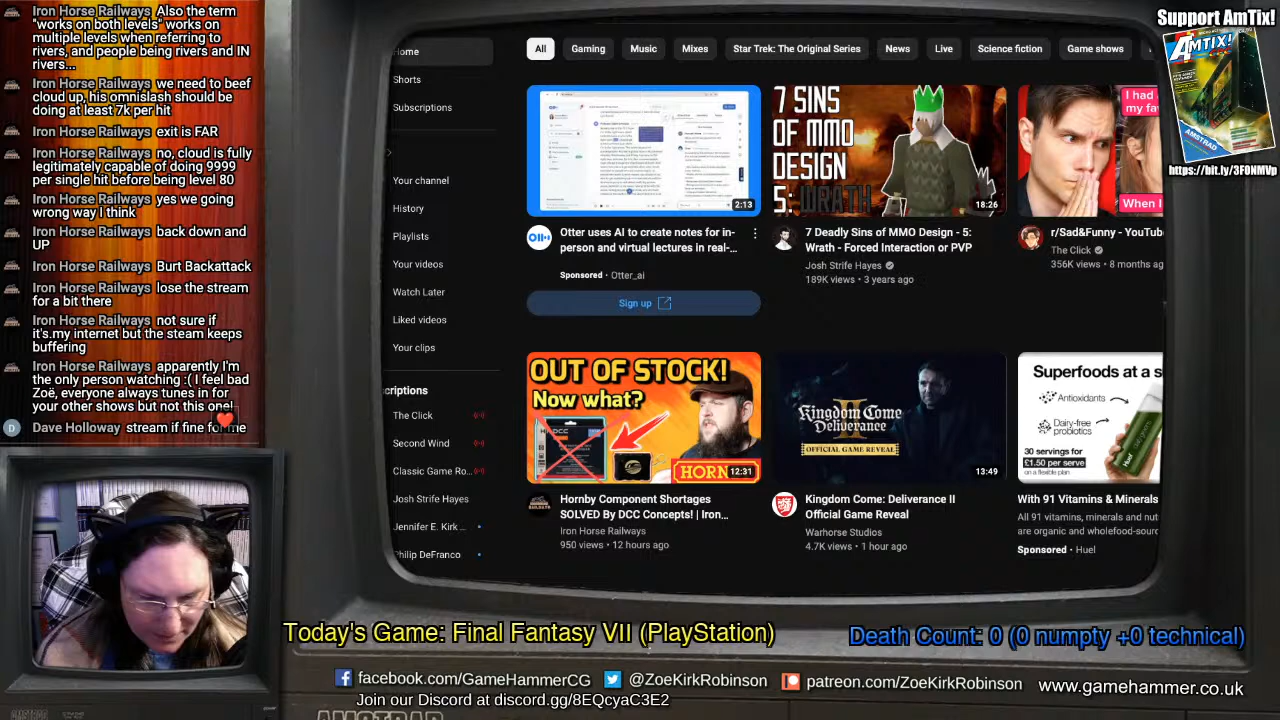 Iron Horse Railways Also the term
"works on both levels" works on
multiple levels when referring to
rivers, and people being rivers and IN
rivers...
Iron Horse Railways we need to beef
cloud up, his omnislash should be
doing at least 7k per hit
Iron Horse Railways exit is FAR
Iron Horse Railways
legitimately capable of doing 9999
per single hit before being level 80
Iron Horse Railways yes we going
wrong way i think
Iron Horse Railways back down and
UP
Iron Horse Railways Burt Backattack
Iron Horse Railways lose the stream
for a bit there
Iron Horse Railways not sure if
it's.my internet but the steam keeps
buffering
Iron Horse Railways apparently I'm
the only person watching :( I feel bad
Zoë, everyone always tunes in for
your other shows but not this one!
D
Dave Holloway stream if fine for me
Home
Shorts
Subscriptions
Your channel
History
Playlists
Your videos
Watch Later
Liked videos
Your clips
criptions
The Click
Second Wind
Classic Game Ro...
Josh Strife Hayes
Jennifer E. Kirk ...
Philip DeFranco
All
Gaming
Music
Mixes
Star Trek: The Original Series
News
Live
Science fiction
Game shows
2:13
Otter uses AI to create notes for in-
person and virtual lectures in real-...
Sponsored · Otter_ai
Sign up
7 SINS
OF MMO
DESIGN
5: WRATH
18:26
7 Deadly Sins of MMO Design - 5:
Wrath - Forced Interaction or PVP
Josh Strife Hayes
189K views · 3 years ago
I had
my fa
When I
r/Sad&Funny - YouTub
The Click
356K views · 8 months ag
OUT OF STOCK!
Now what?
DCC
HORN
12:31
Hornby Component Shortages
SOLVED By DCC Concepts! | Iron...
Iron Horse Railways
950 views · 12 hours ago
KINGDOM COME
DELIVERANCE
II
OFFICIAL GAME REVEAL
13:49
Kingdom Come: Deliverance II
Official Game Reveal
Warhorse Studios
4.7K views · 1 hour ago
Superfoods at a s
Antioxidants
Dairy-free
probiotics
30 servings for
£1.50 per serve
on a flexible plan
Huel
With 91 Vitamins & Minerals
All 91 vitamins, minerals and nut
are organic and wholefood-sourc
Sponsored · Huel
Support AmTix!
AMTIX!
AMSTRAD
Today's Game: Final Fantasy VII (PlayStation)
Death Count: 0 (0 numpty +0 technical)
facebook.com/GameHammerCG
@ZoeKirkRobinson
patreon.com/ZoeKirkRobinson
www.gamehammer.co.uk
Join our Discord at discord.gg/8EQcyaC3E2
AMSTRAD